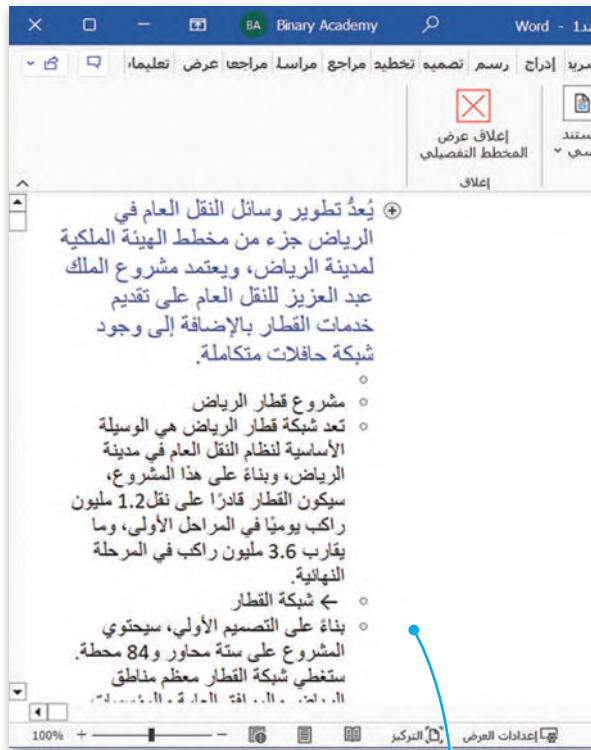 Word - Binary Academy BA
إدراج رسم تصميم تخطيط مراجع مراسلا مراجعا عرض تعليما
إغلاق عرض
المخطط التفصيلي
إغلاق
يُعدُّ تطوير وسائل النقل العام في
الرياض جزء من مخطط الهيئة الملكية
لمدينة الرياض، ويعتمد مشروع الملك
عبد العزيز للنقل العام على تقديم
خدمات القطار بالإضافة إلى وجود
شبكة حافلات متكاملة.
مشروع قطار الرياض
تعد شبكة قطار الرياض هي الوسيلة
الأساسية لنظام النقل العام في مدينة
الرياض، وبناءً على هذا المشروع،
سيكون القطار قادرًا على نقل1.2 مليون
راكب يوميًا في المراحل الأولى، وما
يقارب 3.6 مليون راكب في المرحلة
النهائية.
← شبكة القطار
بناءً على التصميم الأولي، سيحتوي
المشروع على ستة محاور و84 محطة.
ستغطي شبكة القطار معظم مناطق
إعدادات العرض التركيز 100%